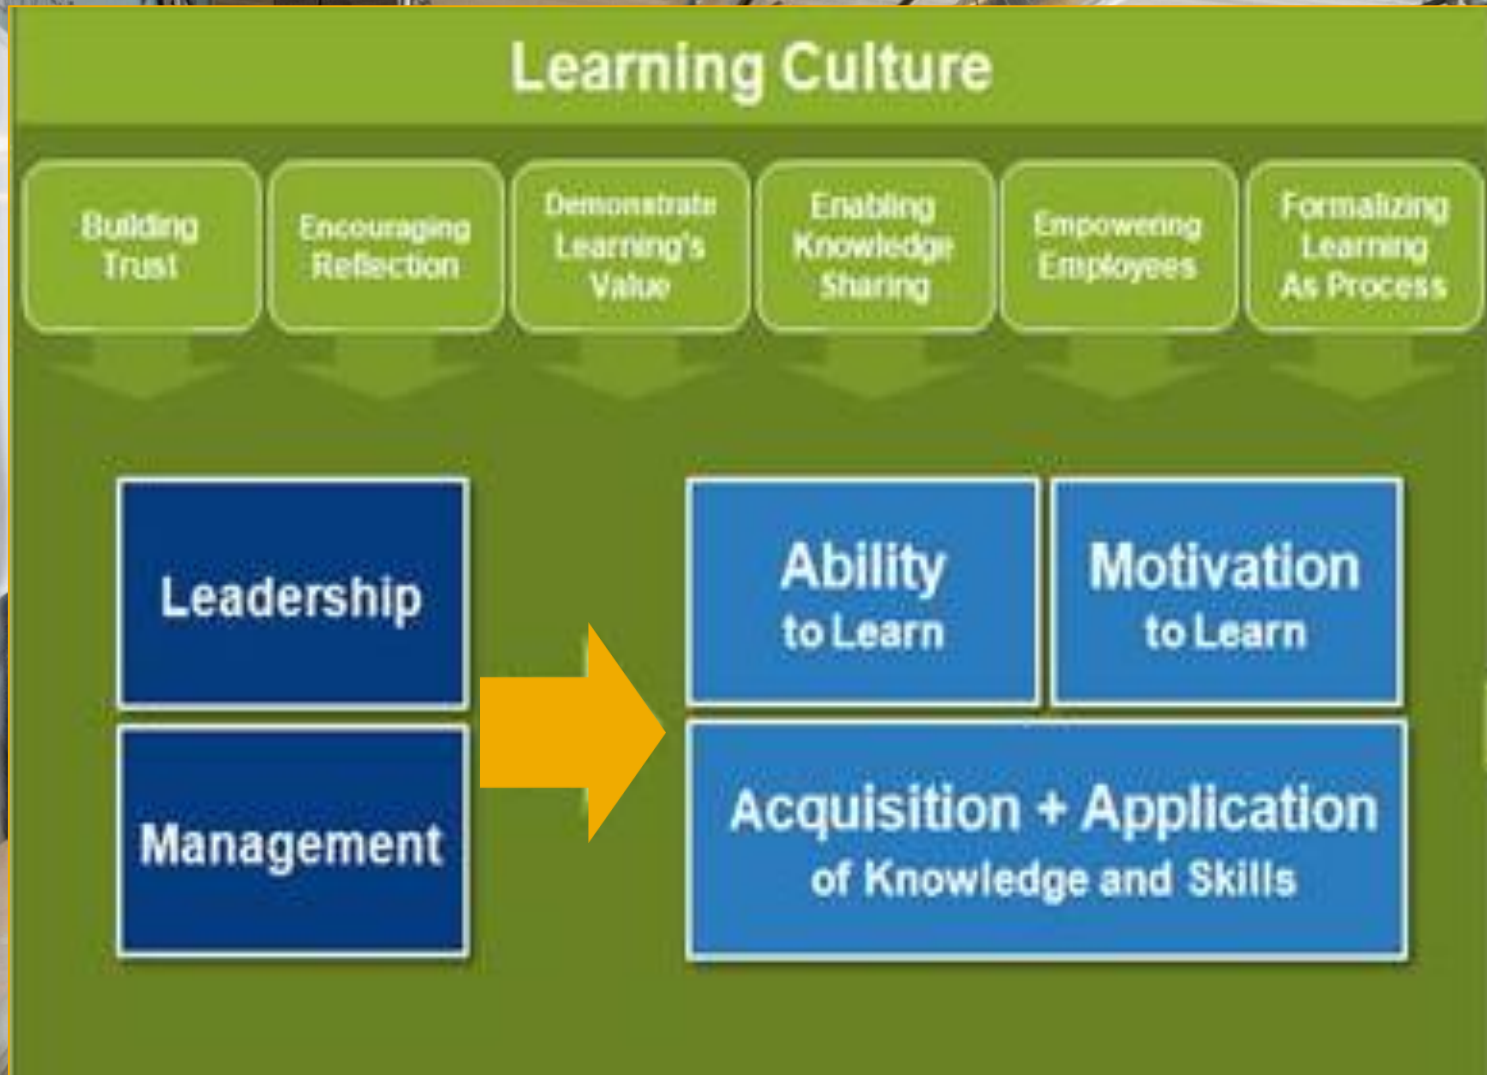 Learning Culture
Building
Trust
Encouraging
Reflection
Demonstrate
Learning's
Value
Enabling
Knowledge
Sharing
Empowering
Employees
Formalizing
Learning
As Process
Leadership
Management
Ability
to Learn
Motivation
to Learn
Acquisition + Application
of Knowledge and Skills